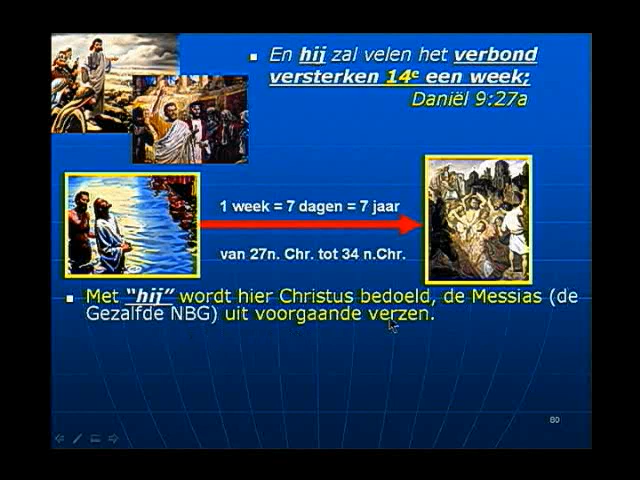 En hij zal velen het verbond
versterken 14e een week;
Daniël 9:27a
1 week = 7 dagen = 7 jaar
van 27n. Chr. tot 34 n.Chr.
Met “hij” wordt hier Christus bedoeld, de Messias (de
Gezalfde NBG) uit voorgaande verzen.
80